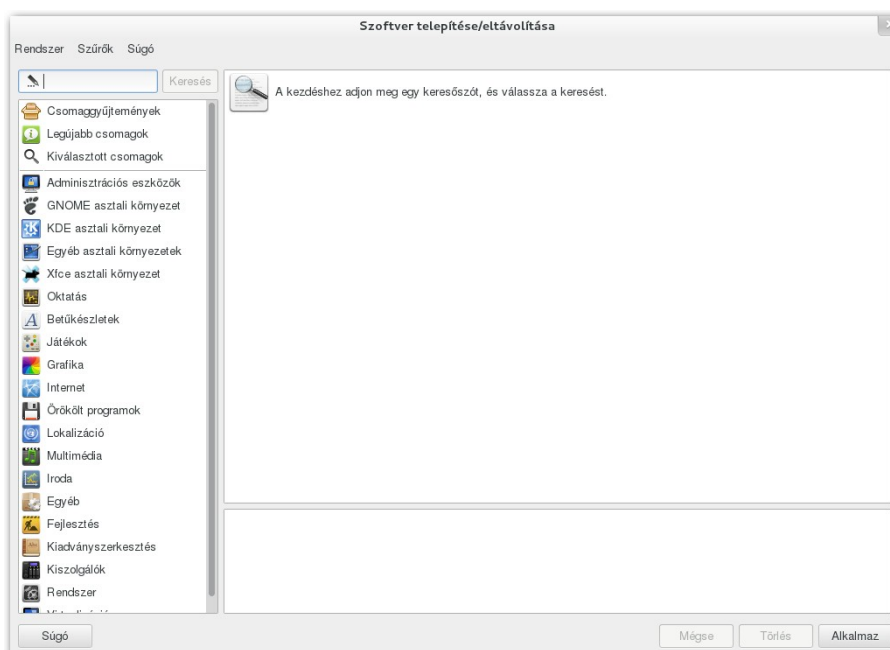 Szoftver telepítése/eltávolítása
Rendszer Szűrők Súgó
Keresés
A kezdéshez adjon meg egy keresőszót, és válassza a keresést.
Csomaggyűjtemények
Legújabb csomagok
Kiválasztott csomagok
Adminisztrációs eszközök
GNOME asztali környezet
KDE asztali környezet
Egyéb asztali környezetek
Xfce asztali környezet
Oktatás
Betűkészletek
Játékok
Grafika
Internet
Örökölt programok
Lokalizáció
Multimédia
Iroda
Egyéb
Fejlesztés
Kiadványszerkesztés
Kiszolgálók
Rendszer
Súgó Mégse Törlés Alkalmaz